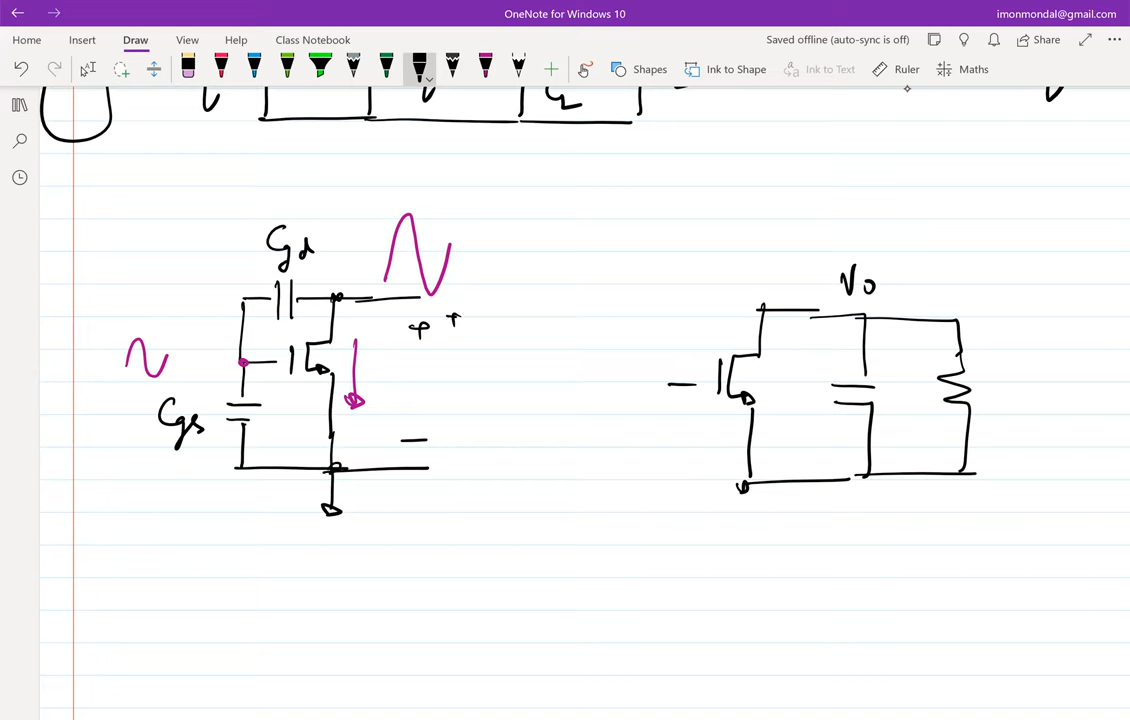 OneNote for Windows 10
imonmondal@gmail.com
Home Insert Draw View Help Class Notebook
Saved offline (auto-sync is off) Share
Shapes Ink to Shape Ink to Text Ruler Maths
Cgd
+ +
Cgs
−
Vo